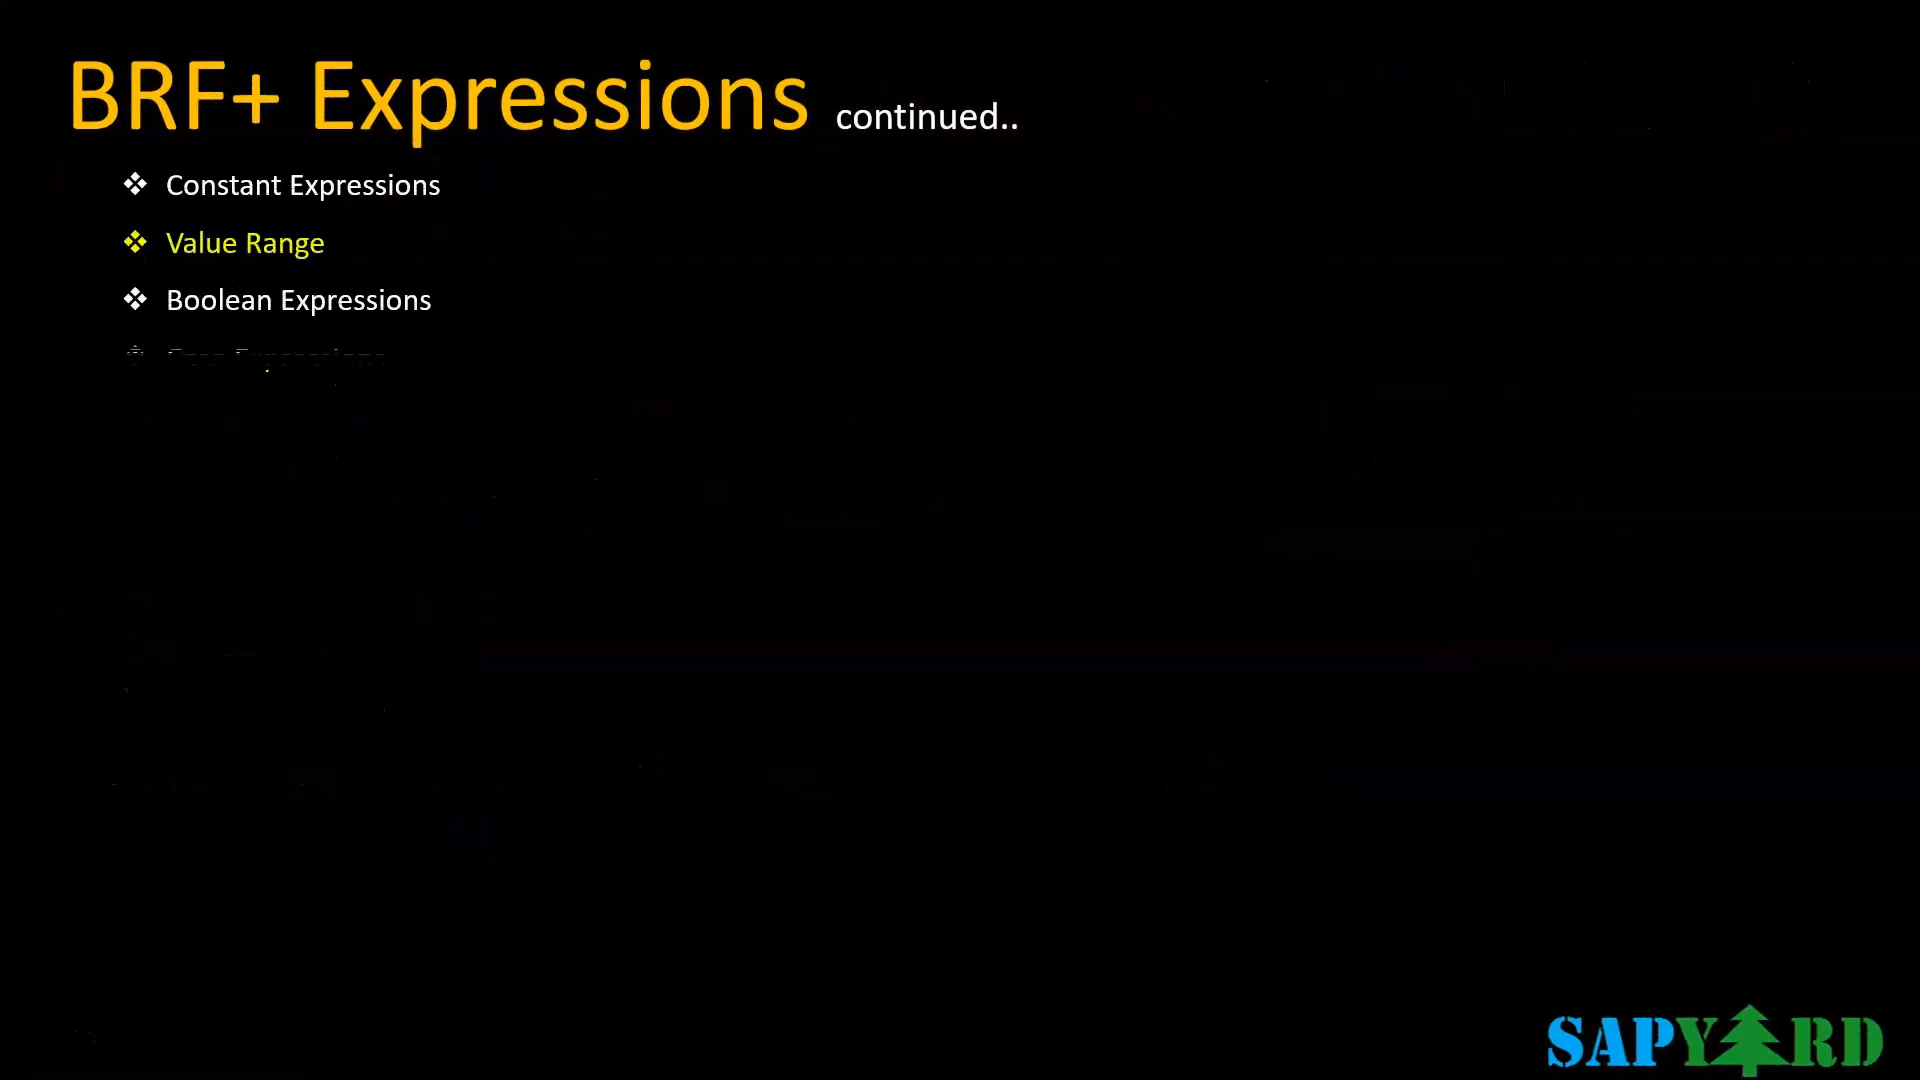 BRF+ Expressions continued..
❖ Constant Expressions
❖ Value Range
❖ Boolean Expressions
SAPYARD